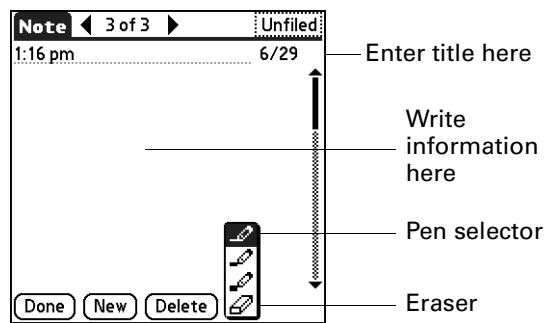 Note 3 of 3 Unfiled
1:16 pm 6/29
Enter title here
Write
information
here
Pen selector
Done New Delete
Eraser